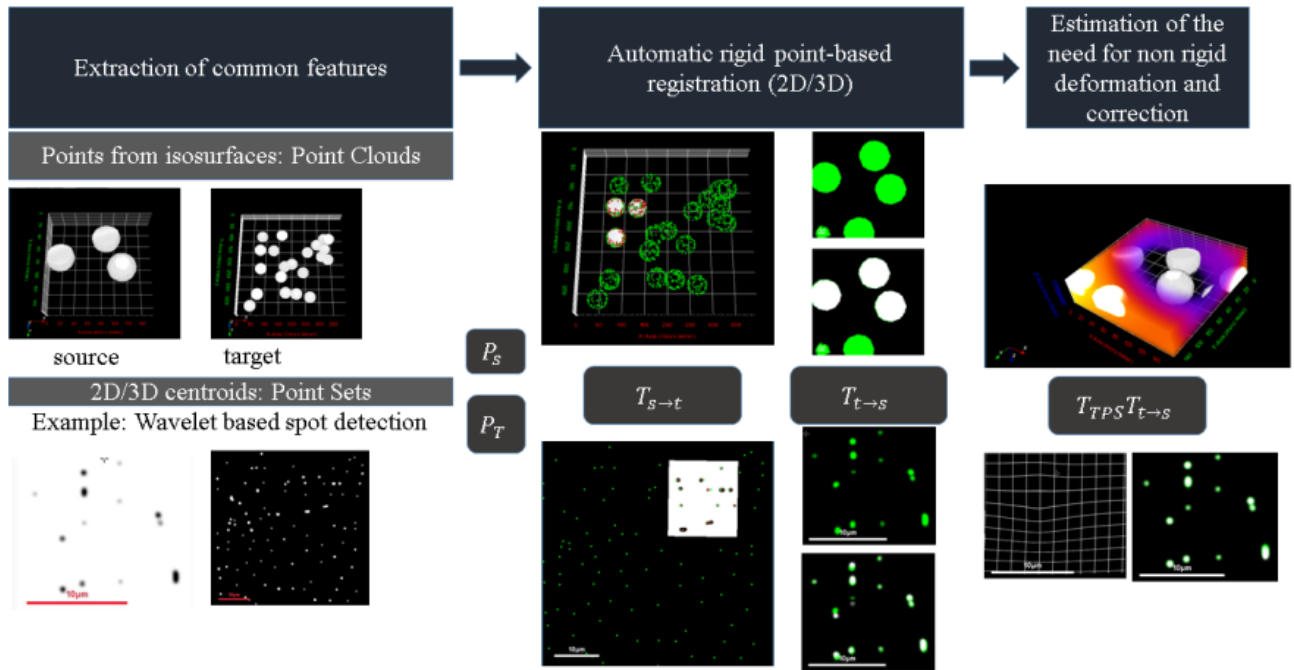 Extraction of common features
Automatic rigid point-based
registration (2D/3D)
Estimation of the
need for non rigid
deformation and
correction
Points from isosurfaces: Point Clouds
source
target
P_S
2D/3D centroids: Point Sets
T_{s→t}
T_{t→s}
T_{TPS}T_{t→s}
P_T
Example: Wavelet based spot detection
10μm
10μm
10μm
10μm
10μm
10μm